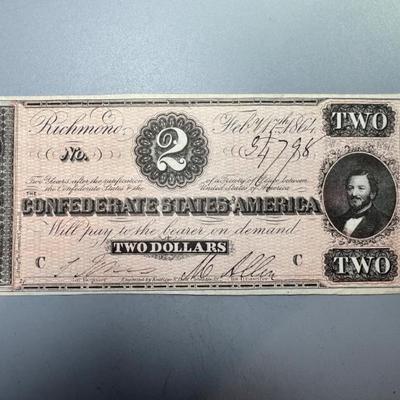 Richmond Feby 17th 1864 TWO
No. 2
Two Years after the ratification of a Treaty of Peace between
the Confederate States & the United States of America
THE
CONFEDERATE STATES OF AMERICA
Will pay to the bearer on demand
TWO DOLLARS
C M. Allen C TWO